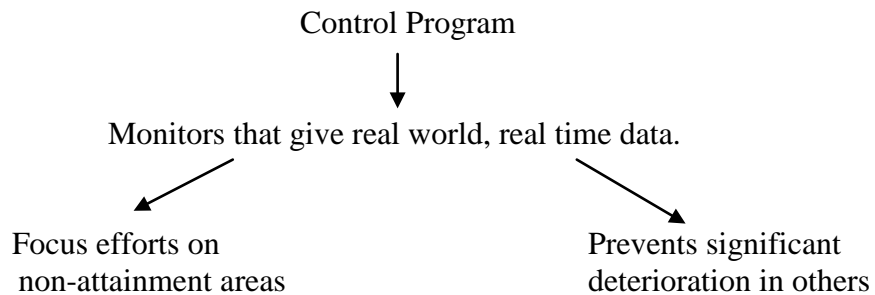 Control Program
Monitors that give real world, real time data.
Focus efforts on
non-attainment areas
Prevents significant
deterioration in others